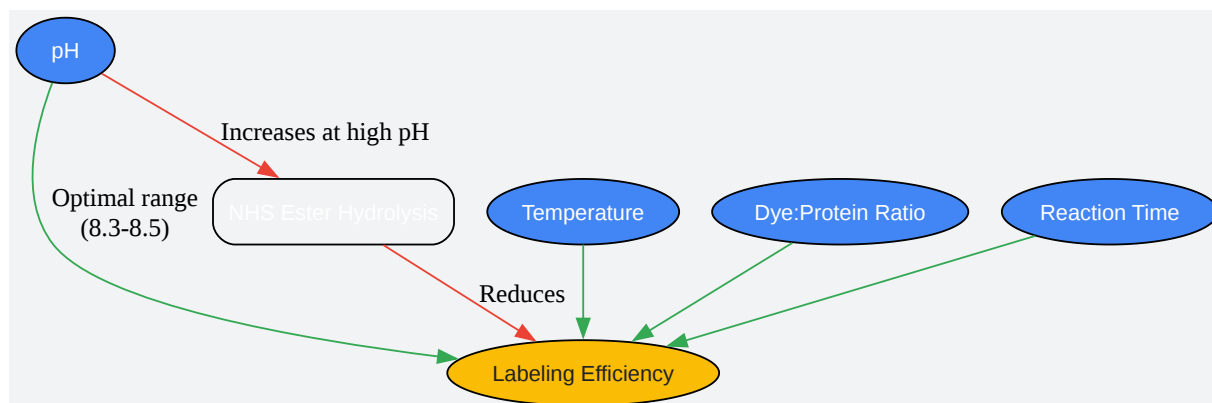 pH
Increases at high pH
Optimal range
(8.3-8.5)
NHS Ester Hydrolysis
Temperature
Dye:Protein Ratio
Reaction Time
Reduces
Labeling Efficiency